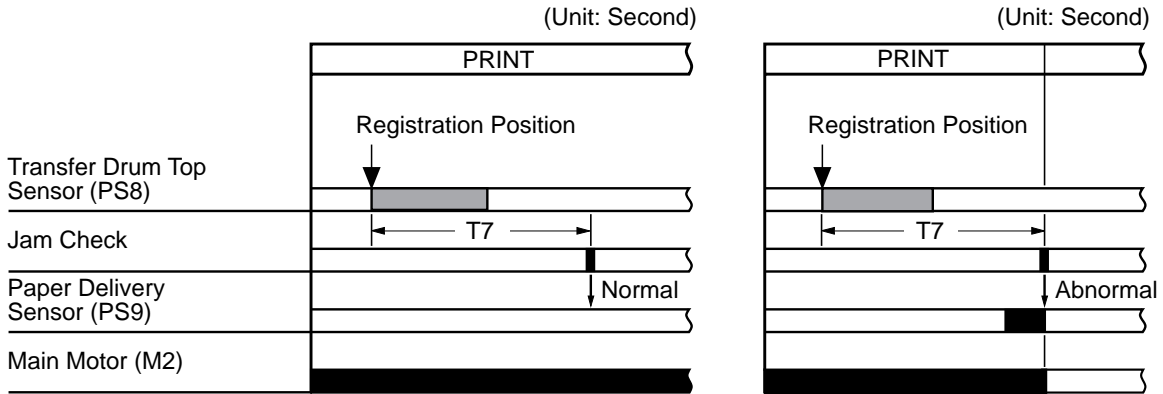 (Unit: Second)
(Unit: Second)
PRINT
PRINT
Registration Position
Registration Position
Transfer Drum Top
Sensor (PS8)
T7
T7
Jam Check
Paper Delivery
Sensor (PS9)
Normal
Abnormal
Main Motor (M2)